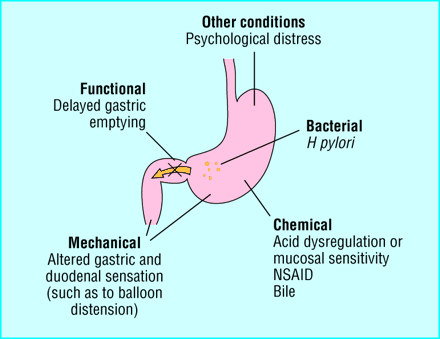 Other conditions
Psychological distress
Functional
Delayed gastric
emptying
Bacterial
H pylori
Mechanical
Altered gastric and
duodenal sensation
(such as to balloon
distension)
Chemical
Acid dysregulation or
mucosal sensitivity
NSAID
Bile